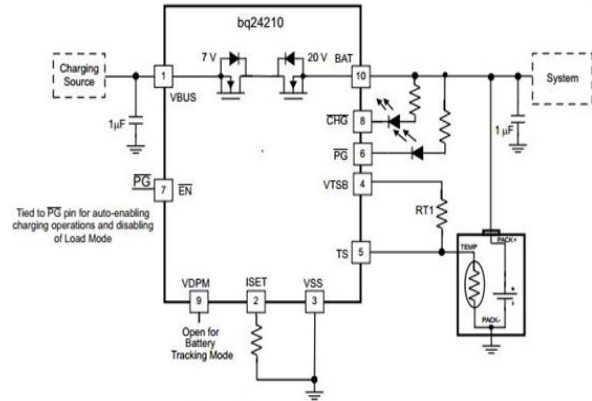 bq24210
Charging
Source
7 V
20 V
BAT
1
10
System
VBUS
CHG
8
1µF
1 µF
PG
6
PG
7
EN
VTSB
4
Tied to PG pin for auto-enabling
charging operations and disabling
of Load Mode
RT1
PACK+
TS
5
TEMP
+
-
VDPM
ISET
VSS
9
2
3
PACK-
Open for
Battery
Tracking Mode